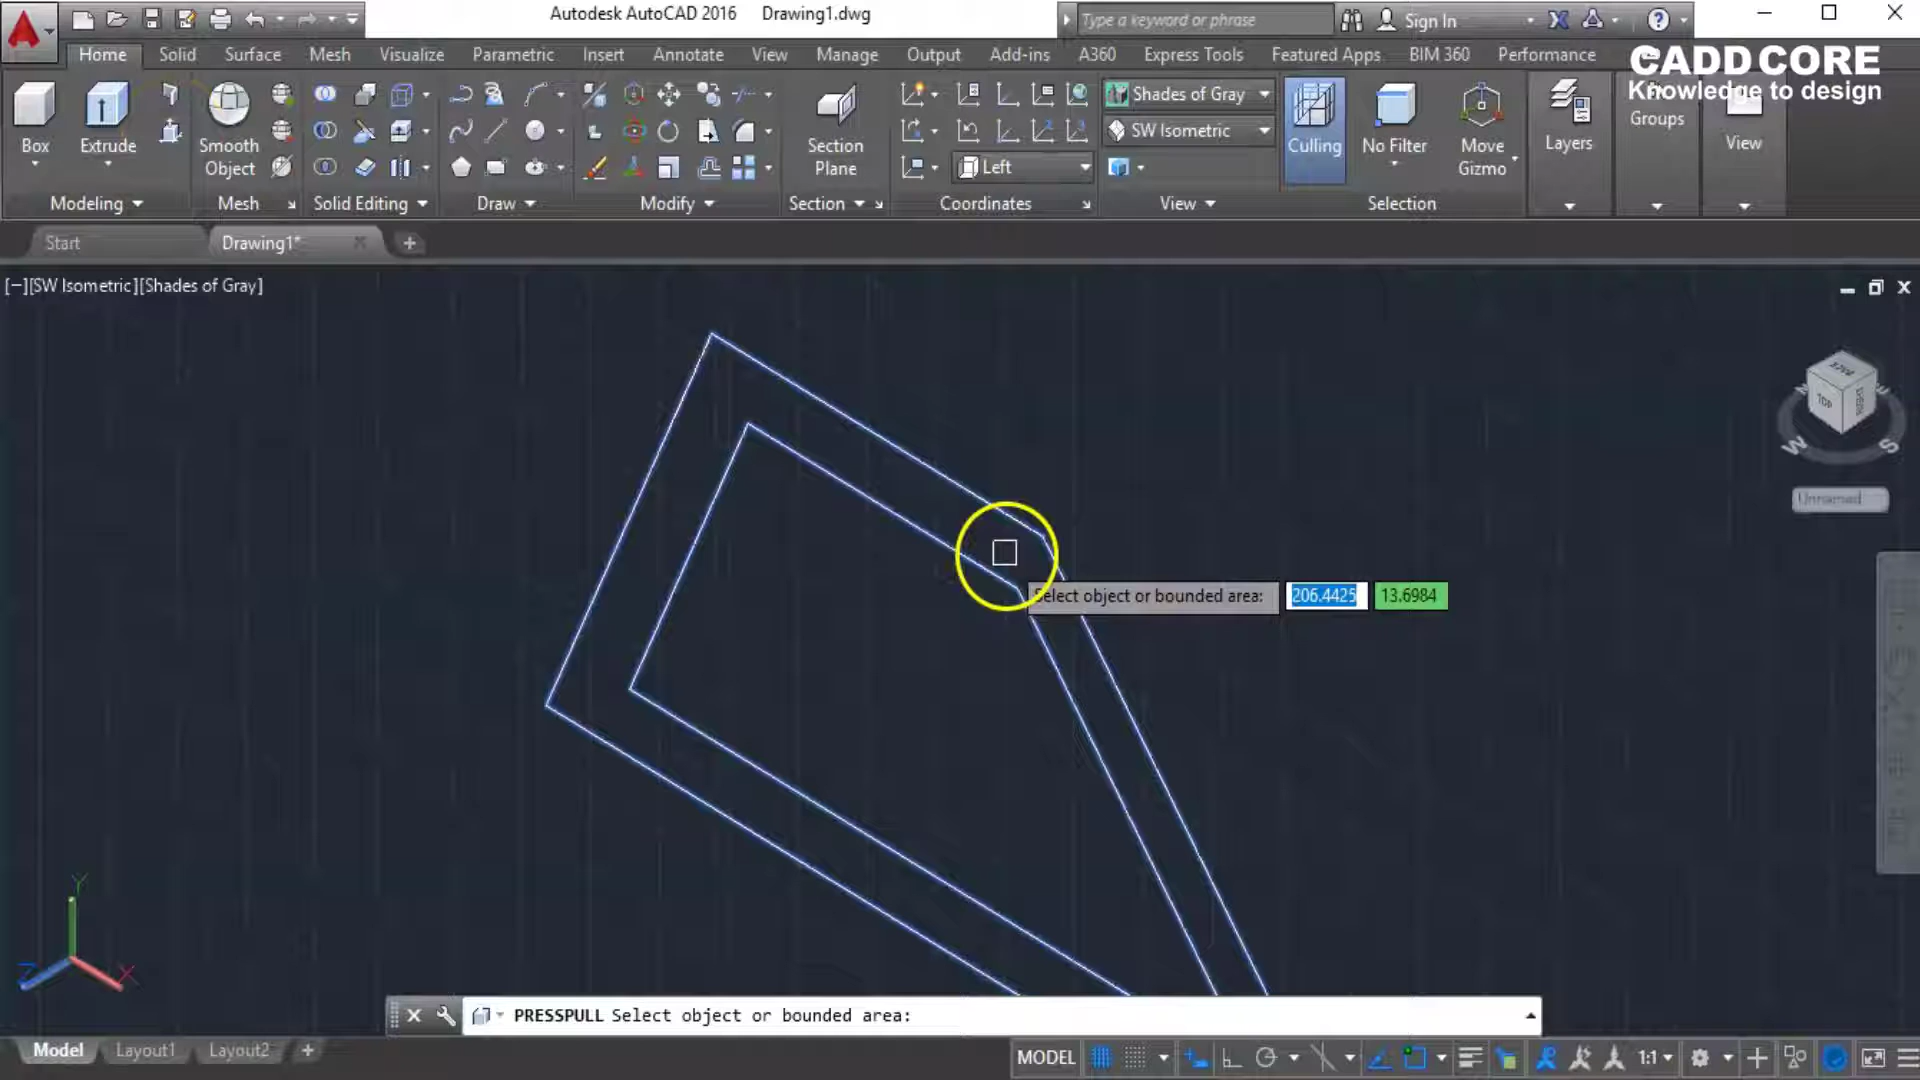 Autodesk AutoCAD 2016 Drawing1.dwg
Type a keyword or phrase
Sign In
Home Solid Surface Mesh Visualize Parametric Insert Annotate View Manage Output Add-ins A360 Express Tools Featured Apps BIM 360 Performance
CADD CORE
Knowledge to design
Box
Extrude
Smooth
Object
Section
Plane
Shades of Gray
SW Isometric
Left
Culling
No Filter
Move
Gizmo
Layers
Groups
View
Modeling
Mesh
Solid Editing
Draw
Modify
Section
Coordinates
View
Selection
Start
Drawing1*
[−][SW Isometric][Shades of Gray]
TOP
W
S
Unnamed
Select object or bounded area: 206.4425 13.6984
Y
Z
X
PRESSPULL Select object or bounded area:
Model Layout1 Layout2
MODEL
1:1